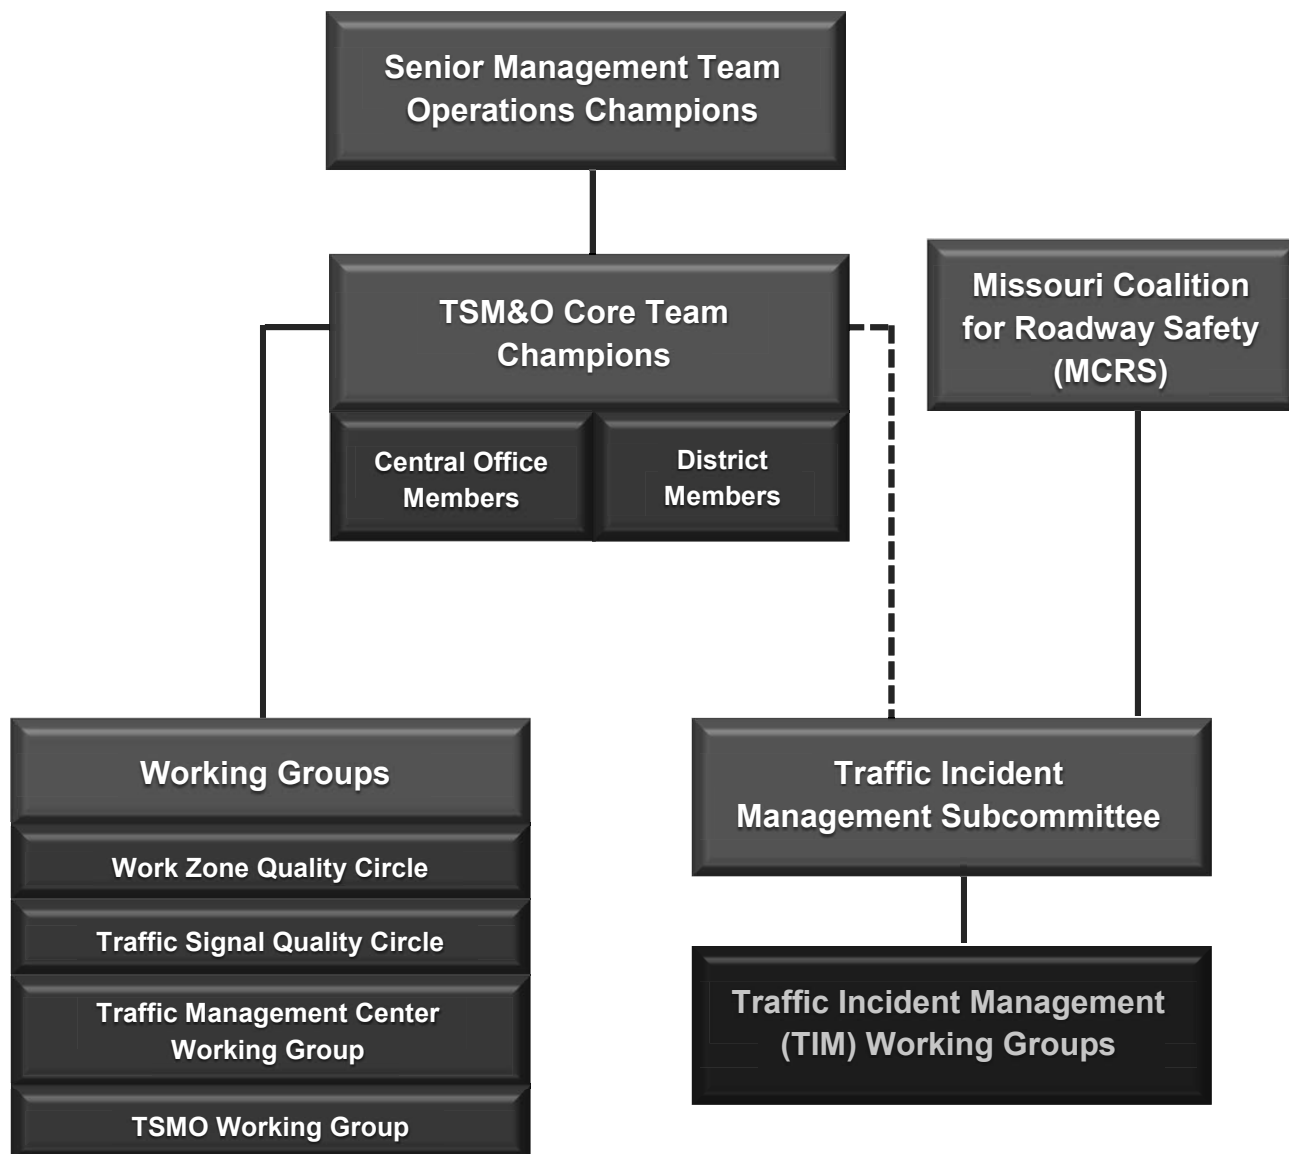 Senior Management Team
Operations Champions
TSM&O Core Team
Champions
Central Office
Members
District
Members
Missouri Coalition
for Roadway Safety
(MCRS)
Working Groups
Work Zone Quality Circle
Traffic Signal Quality Circle
Traffic Management Center
Working Group
TSMO Working Group
Traffic Incident
Management Subcommittee
Traffic Incident Management
(TIM) Working Groups